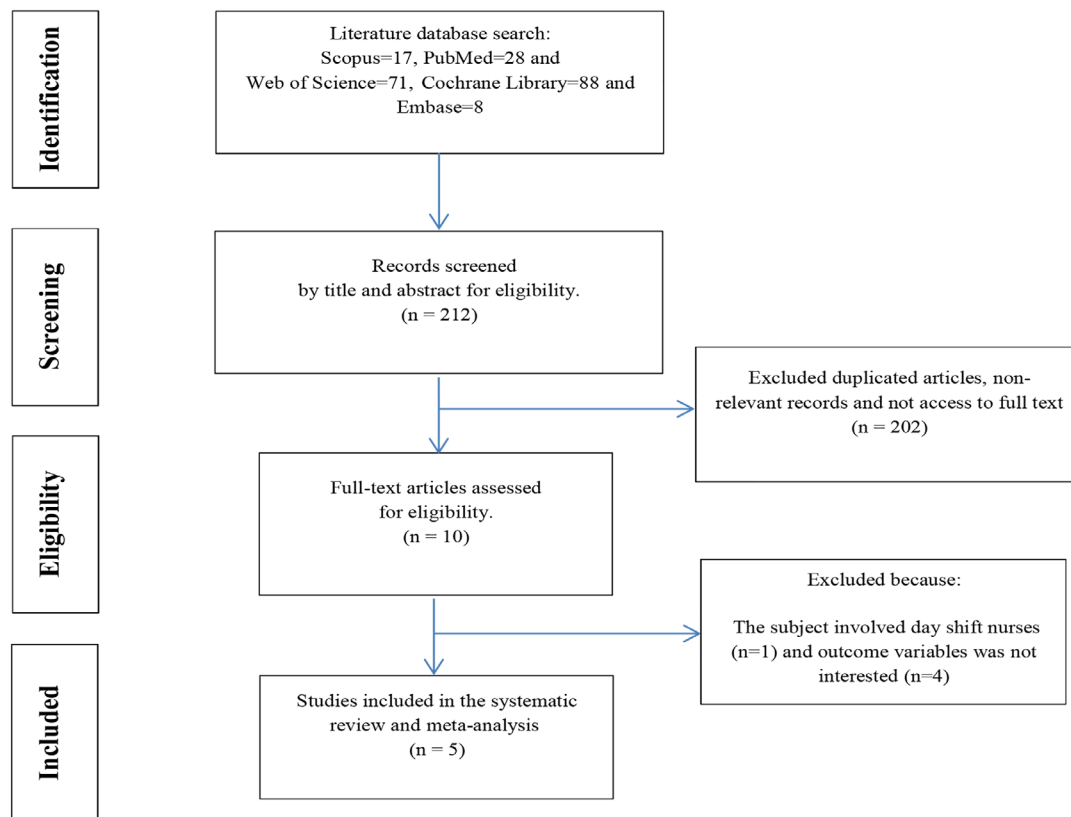 Identification
Literature database search:
Scopus=17, PubMed=28 and
Web of Science=71, Cochrane Library=88 and
Embase=8
Screening
Records screened
by title and abstract for eligibility.
(n = 212)
Excluded duplicated articles, non-
relevant records and not access to full text
(n = 202)
Eligibility
Full-text articles assessed
for eligibility.
(n = 10)
Excluded because:
The subject involved day shift nurses
(n=1) and outcome variables was not
interested (n=4)
Included
Studies included in the systematic
review and meta-analysis
(n = 5)